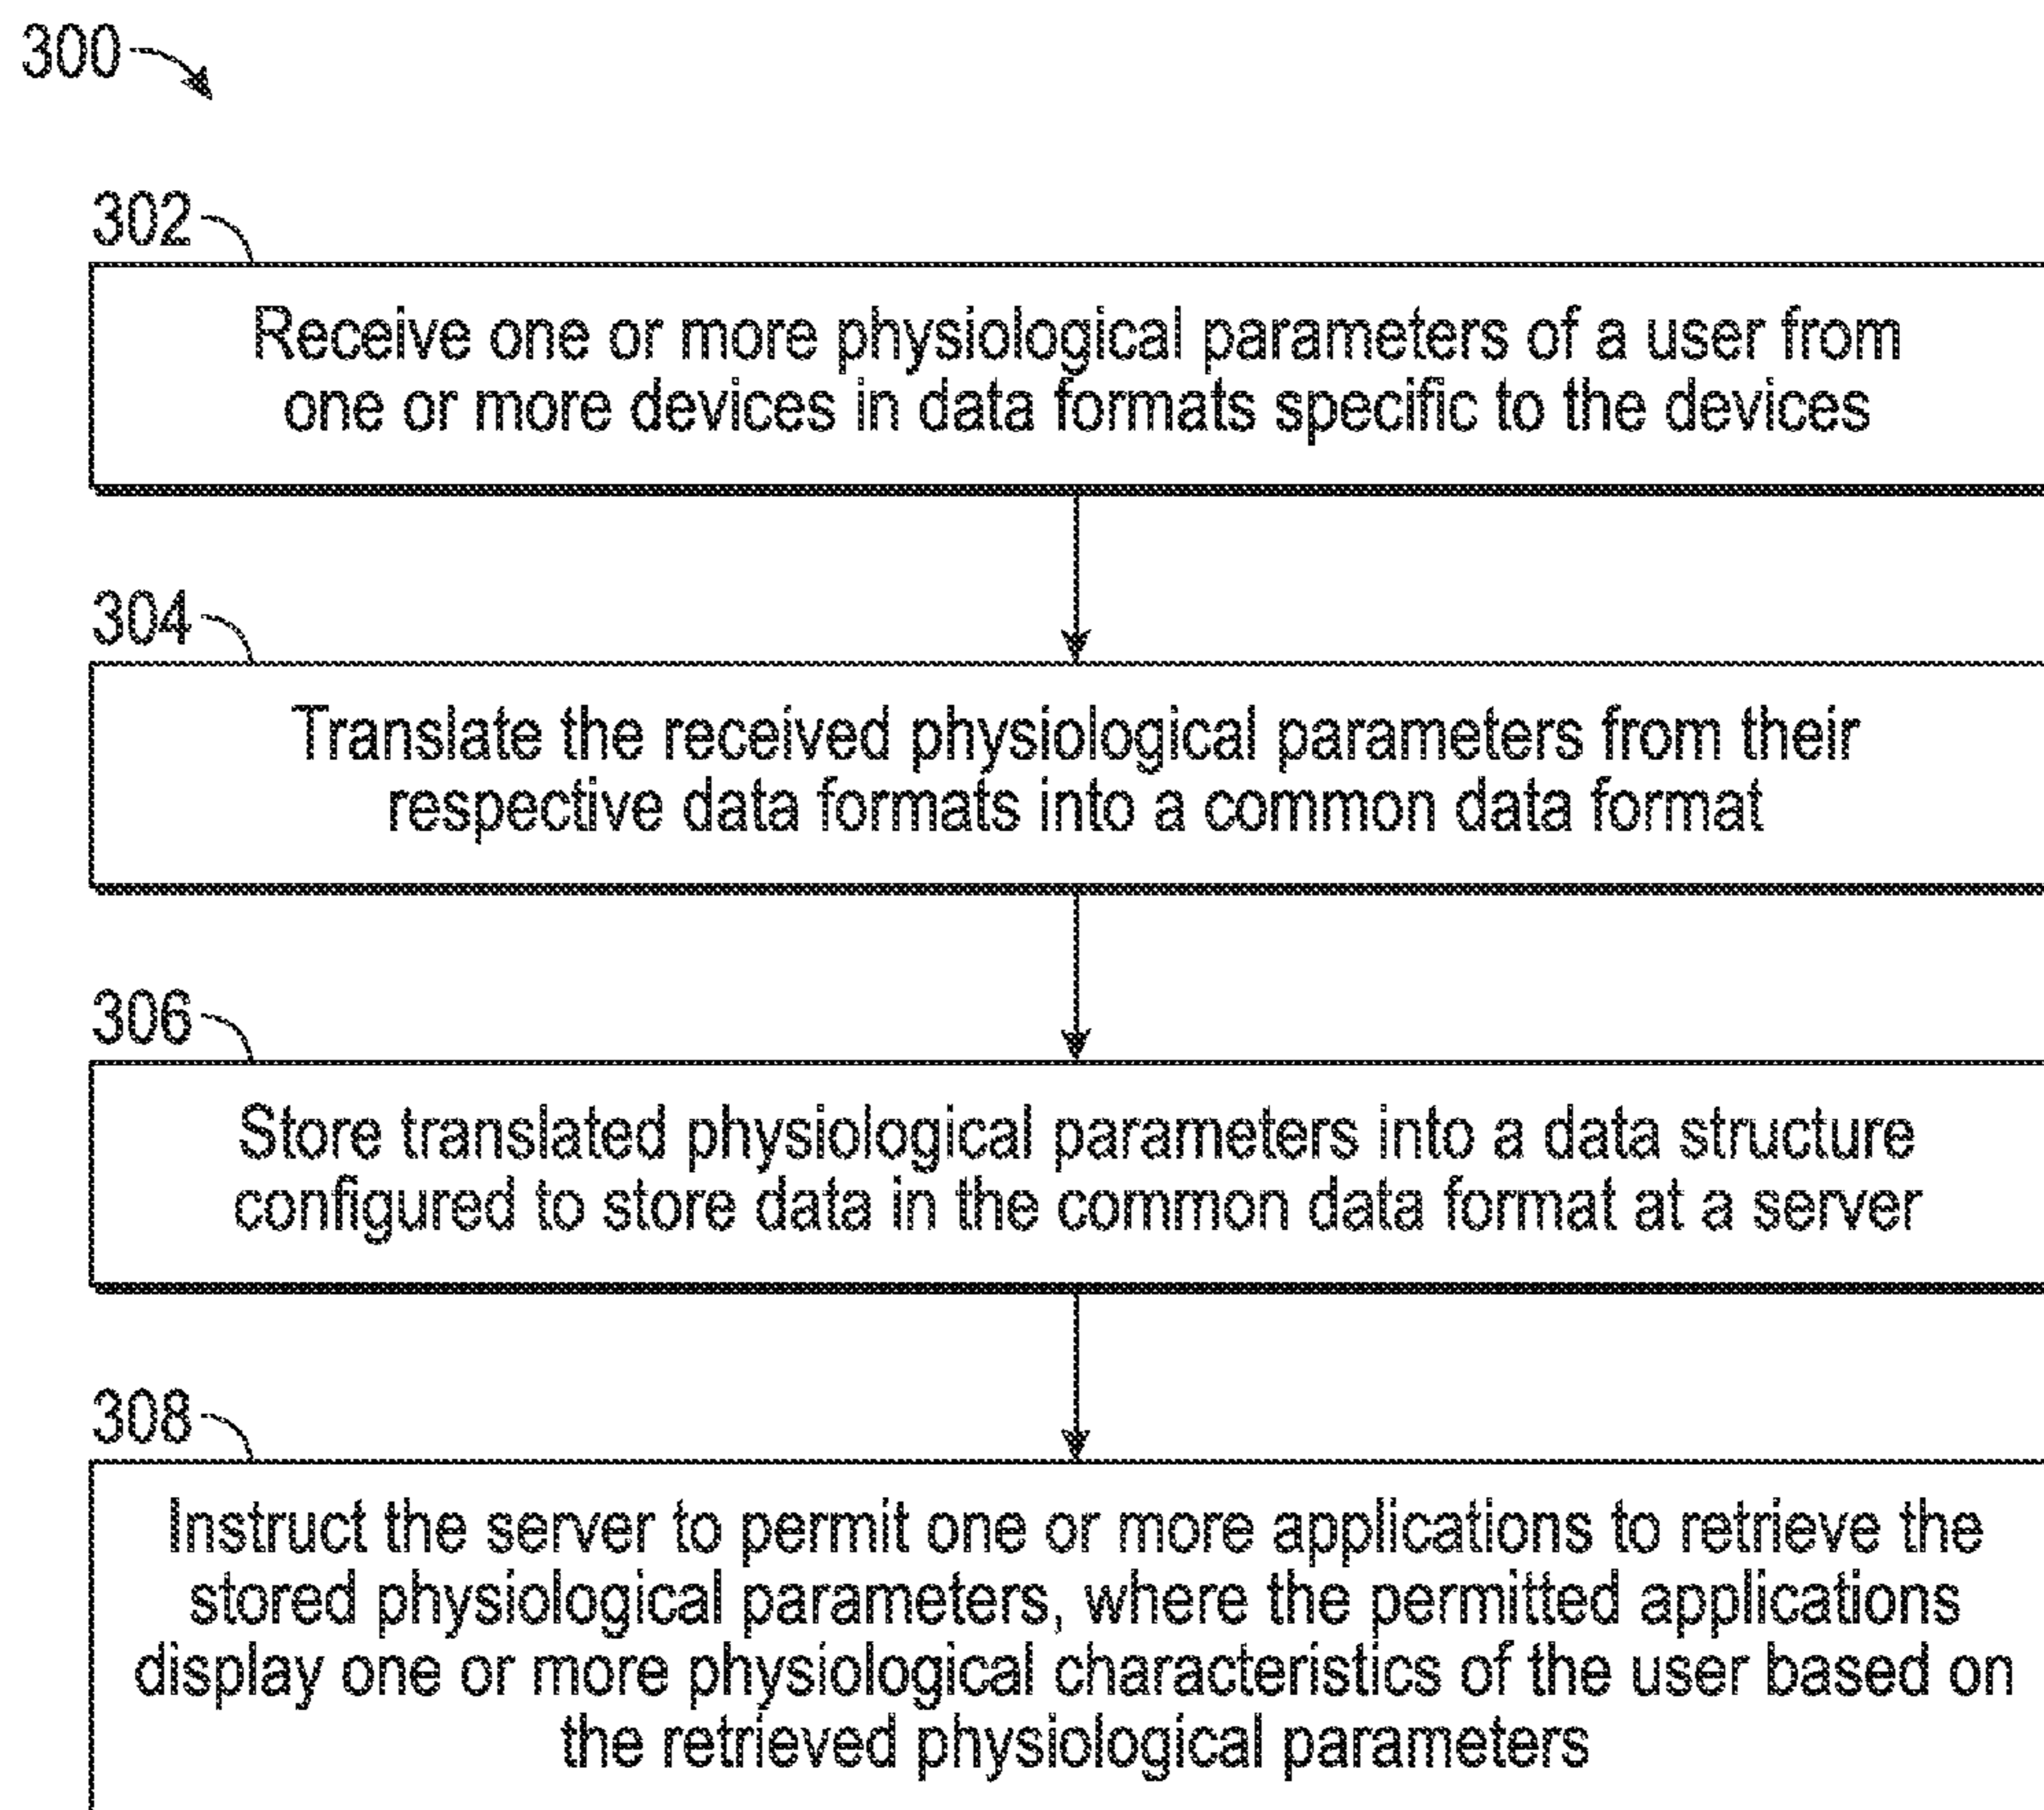 300
302
Receive one or more physiological parameters of a user from
one or more devices in data formats specific to the devices
304
Translate the received physiological parameters from their
respective data formats into a common data format
306
Store translated physiological parameters into a data structure
configured to store data in the common data format at a server
308
Instruct the server to permit one or more applications to retrieve the
stored physiological parameters, where the permitted applications
display one or more physiological characteristics of the user based on
the retrieved physiological parameters